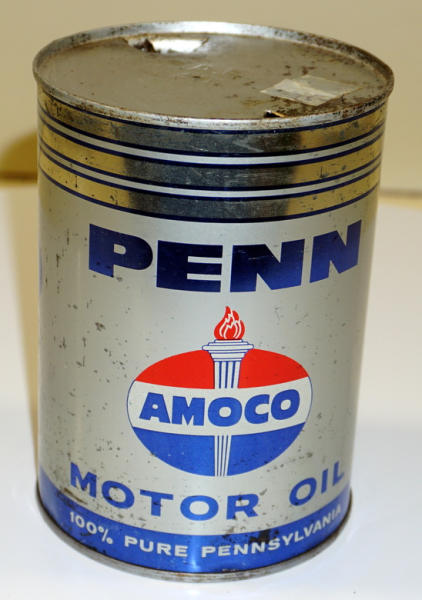 PENN
AMOCO
MOTOR OIL
100% PURE PENNSYLVANIA